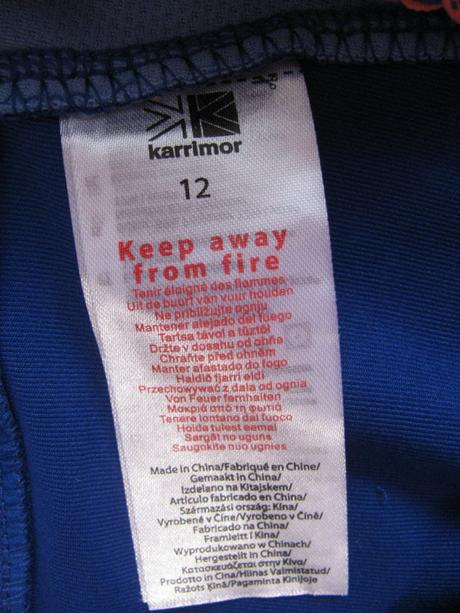 karrimor
12
Keep away
from fire
Tenir élaigné des flammes
Uit de buurt van vuur houden
Ne približujte ognju
Mantener alejado del fuego
Tartsa távol a tűztől
Držte v dosahu od ohňa
Chraňte před ohněm
Manter afastado do fogo
Haldið fjarri eldi
Przechowywać z dala od ognia
Von Feuer fernhalten
Μακριά από τη φωτιά
Tenere lontano dal fuoco
Hoida tulest eemal
Sargāt no uguns
Saugokite nuo ugnies
Made in China/Fabriqué en Chine/
Gemaakt in China/
Izdelano na Kitajskem/
Articulo fabricado en China/
Származási ország: Kína/
Vyrobené v Číne/Vyrobeno v Číně/
Fabricado na China/
Framleitt í Kína/
Wyprodukowano w Chinach/
Hergestellt in China/
Κατασκευάζεται στην Κίνα/
Prodotto in Cina/Hiinas Valmistatud/
Ražots Ķīnā/Pagaminta Kinijoje